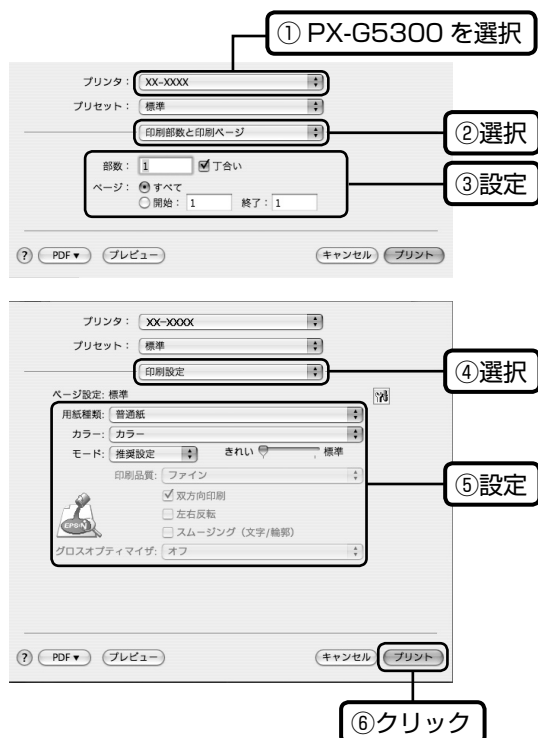 ① PX-G5300 を選択
プリンタ： XX-XXXX
プリセット： 標準
印刷部数と印刷ページ
②選択
部数： 1 丁合い
③設定
ページ： すべて
開始： 1 終了： 1
? PDF▼ プレビュー キャンセル プリント
プリンタ： XX-XXXX
プリセット： 標準
印刷設定
④選択
ページ設定: 標準
用紙種類: 普通紙
カラー: カラー
モード: 推奨設定 きれい 標準
印刷品質: ファイン
⑤設定
双方向印刷
左右反転
EPSON
スムージング（文字/輪郭）
グロスオプティマイザ: オフ
? PDF▼ プレビュー キャンセル プリント
⑥クリック